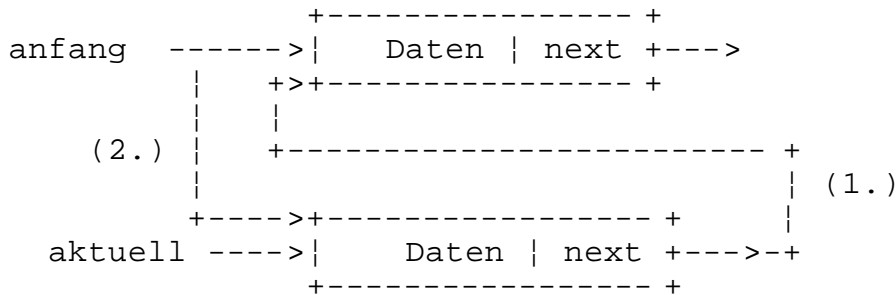 anfang Daten ¦ next
(2.)
(1.)
aktuell Daten ¦ next